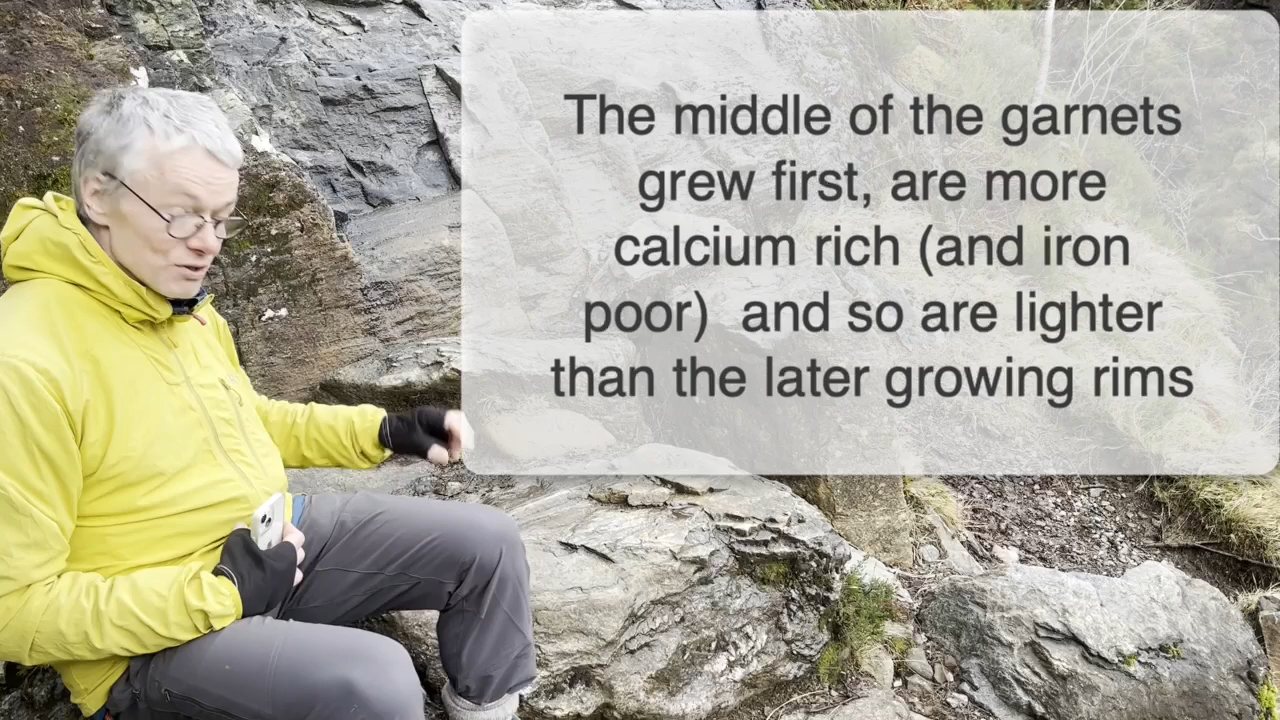 The middle of the garnets
grew first, are more
calcium rich (and iron
poor)  and so are lighter
than the later growing rims